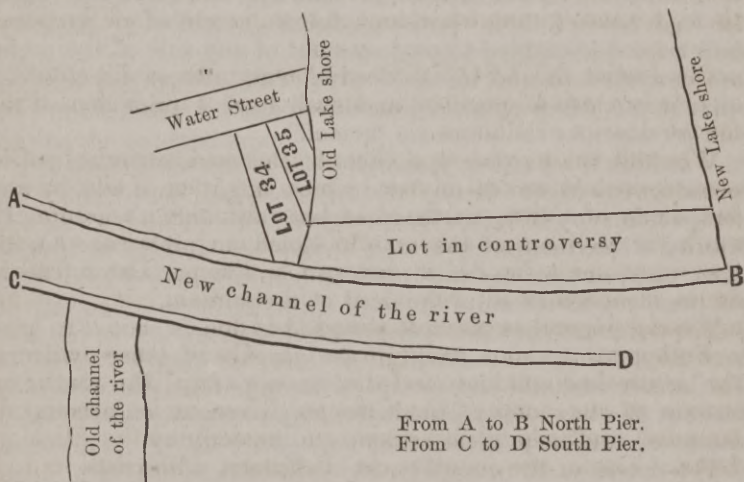 Water Street
Old Lake shore
New Lake shore
LOT 34
LOT 35
A
Lot in controversy
B
C
New channel of the river
D
Old channel
of the river
From A to B North Pier.
From C to D South Pier.